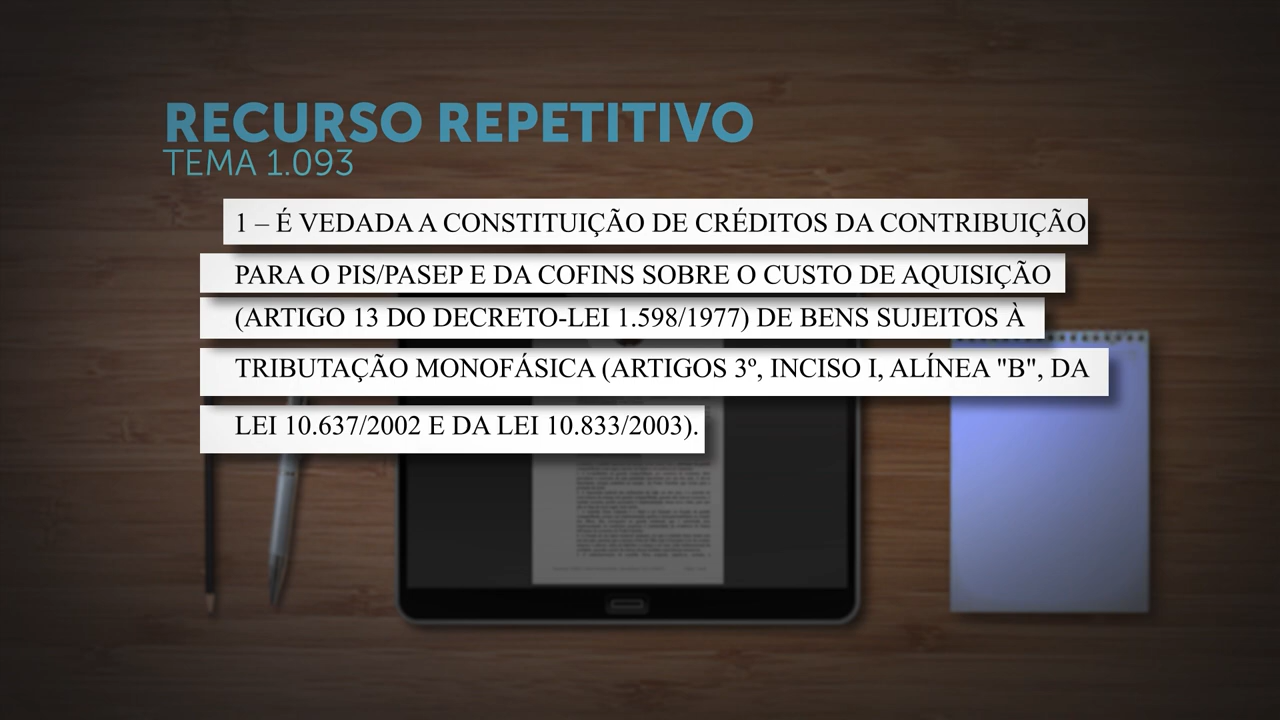 RECURSO REPETITIVO
TEMA 1.093
1 – É VEDADA A CONSTITUIÇÃO DE CRÉDITOS DA CONTRIBUIÇÃO
PARA O PIS/PASEP E DA COFINS SOBRE O CUSTO DE AQUISIÇÃO
(ARTIGO 13 DO DECRETO-LEI 1.598/1977) DE BENS SUJEITOS À
TRIBUTAÇÃO MONOFÁSICA (ARTIGOS 3º, INCISO I, ALÍNEA "B", DA
LEI 10.637/2002 E DA LEI 10.833/2003).